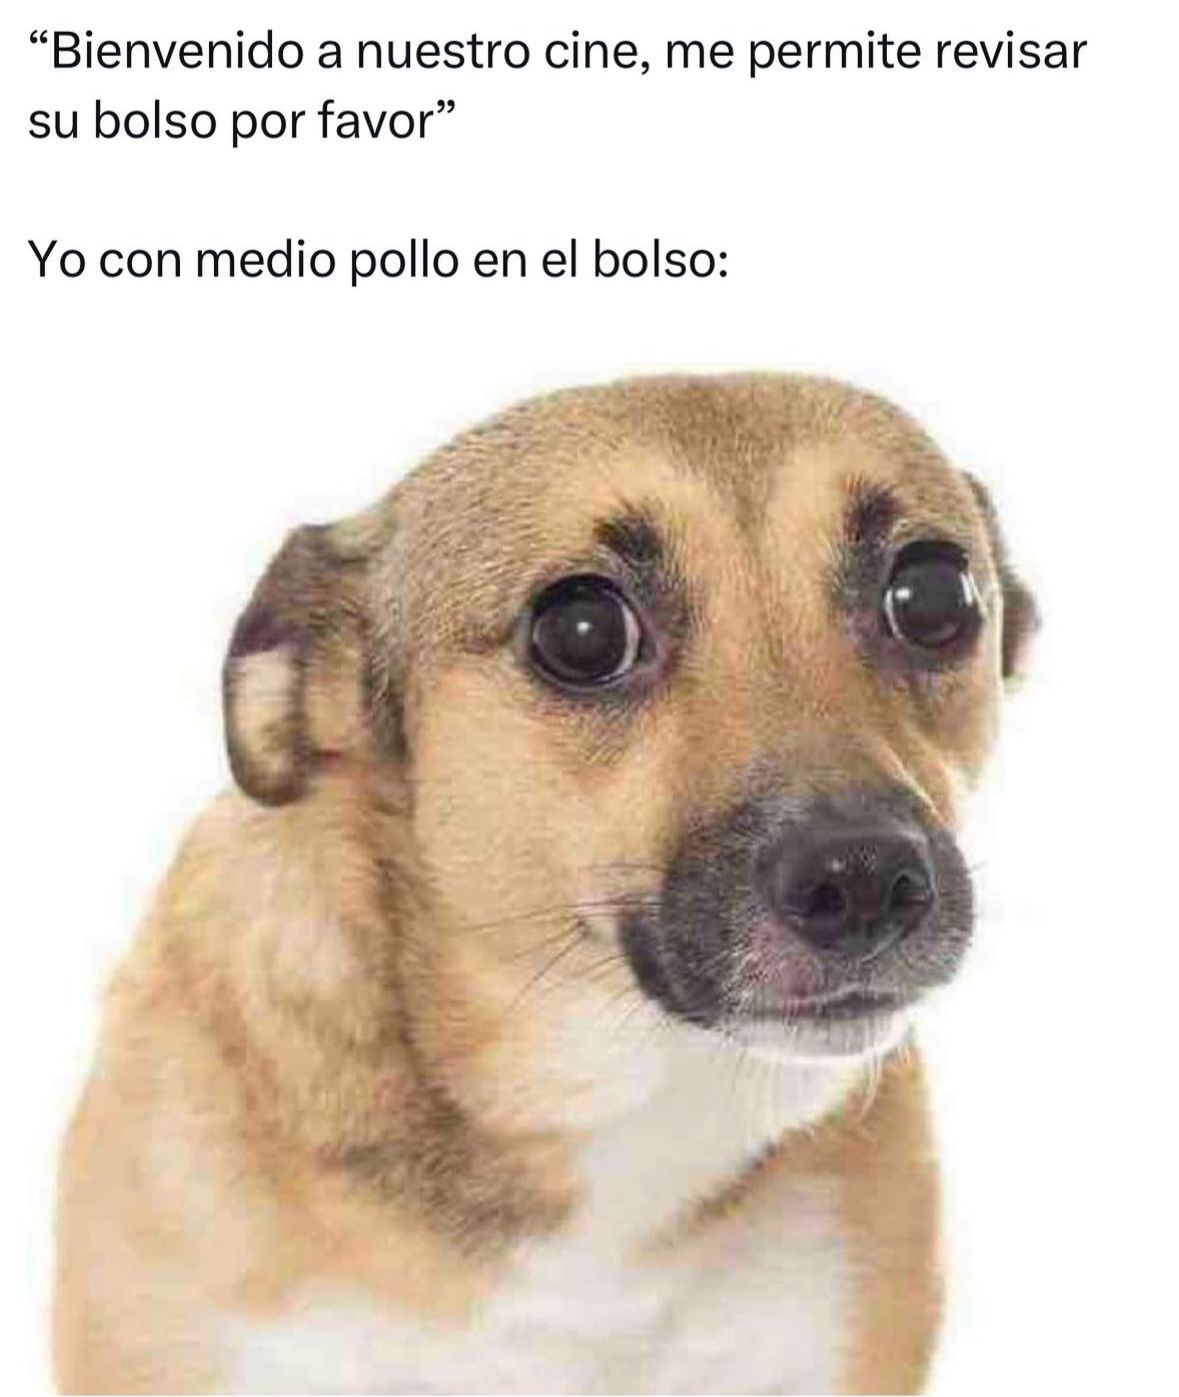 “Bienvenido a nuestro cine, me permite revisar
su bolso por favor”
Yo con medio pollo en el bolso: